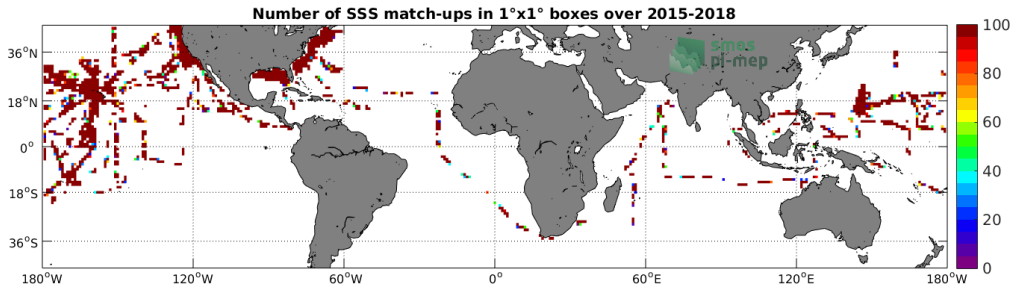 Number of SSS match-ups in 1°x1° boxes over 2015-2018
smos
pi-mep
36°N
18°N
0°
18°S
36°S
180°W 120°W 60°W 0° 60°E 120°E 180°W
100
80
60
40
20
0